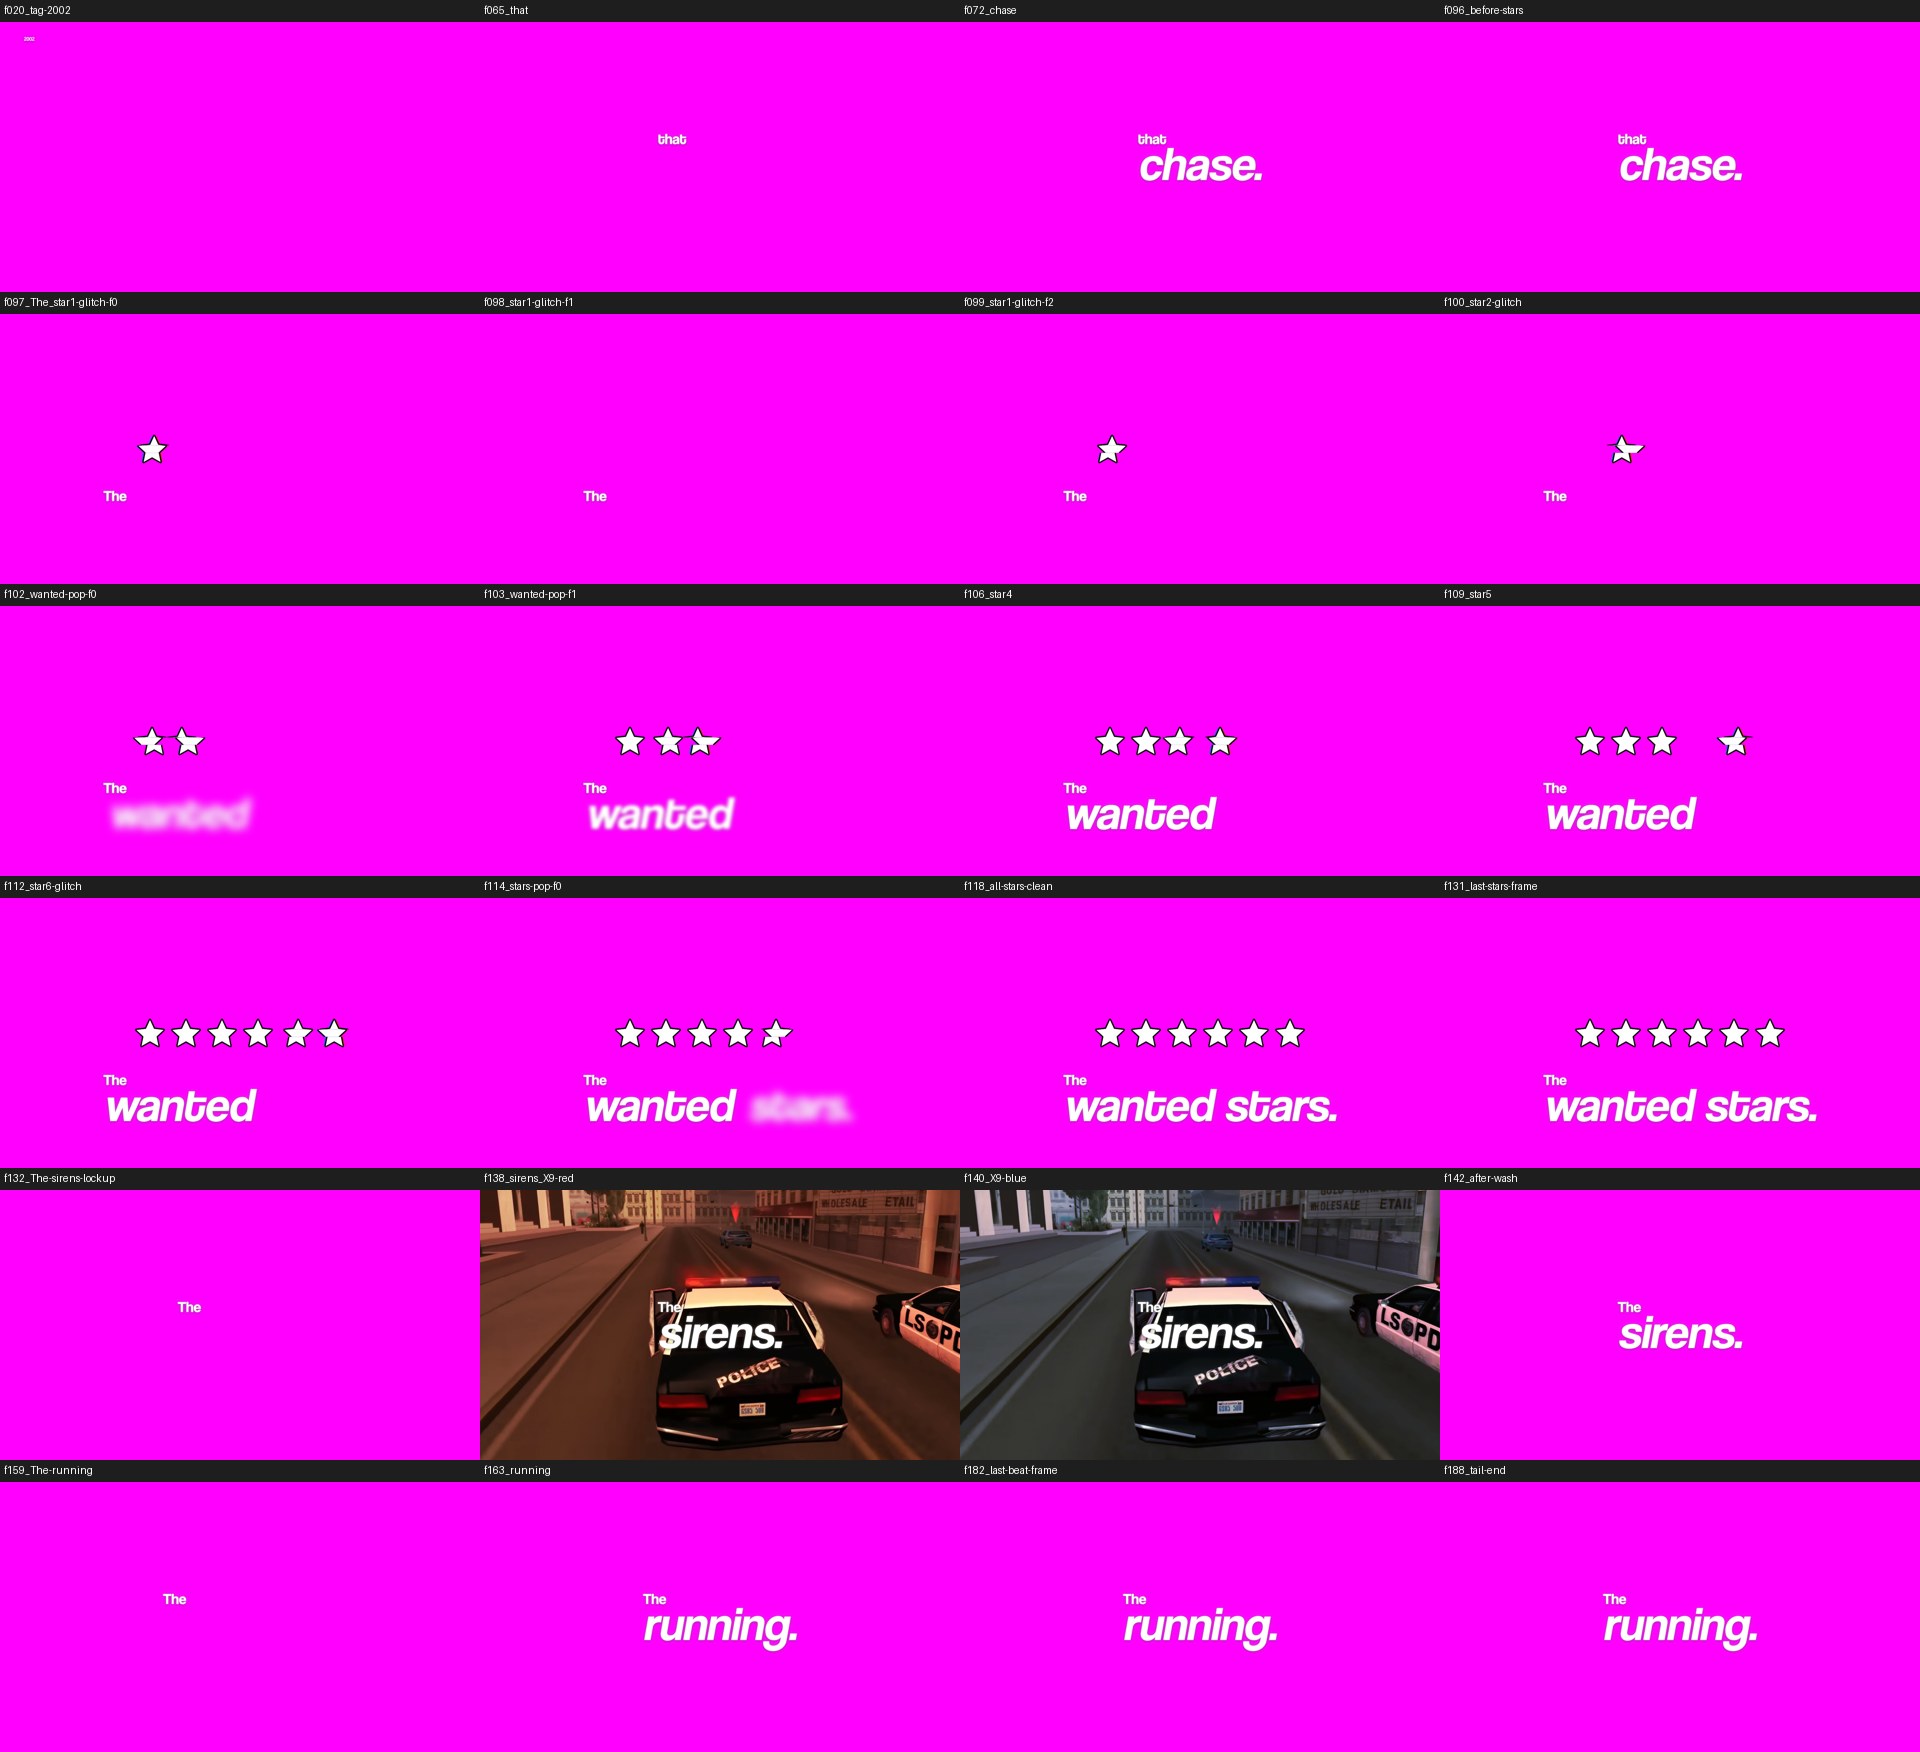 f020_tag-2002
f065_that
f072_chase
f096_before-stars
2002
that
that
chase.
that
chase.
f097_The_star1-glitch-f0
f098_star1-glitch-f1
f099_star1-glitch-f2
f100_star2-glitch
The
The
The
The
f102_wanted-pop-f0
f103_wanted-pop-f1
f106_star4
f109_star5
The
wanted
The
wanted
The
wanted
The
wanted
f112_star6-glitch
f114_stars-pop-f0
f118_all-stars-clean
f131_last-stars-frame
The
wanted
The
wanted stars.
The
wanted stars.
The
wanted stars.
f132_The-sirens-lockup
f138_sirens_X9-red
f140_X9-blue
f142_after-wash
The
ETAIL
The
sirens.
LSPD
POLICE
ETAIL
The
sirens.
LSPD
POLICE
The
sirens.
f159_The-running
f163_running
f182_last-beat-frame
f188_tail-end
The
The
running.
The
running.
The
running.